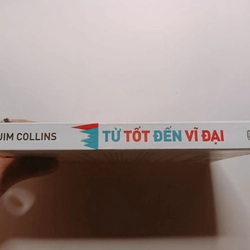 JIM COLLINS TỪ TỐT ĐẾN VĨ ĐẠI